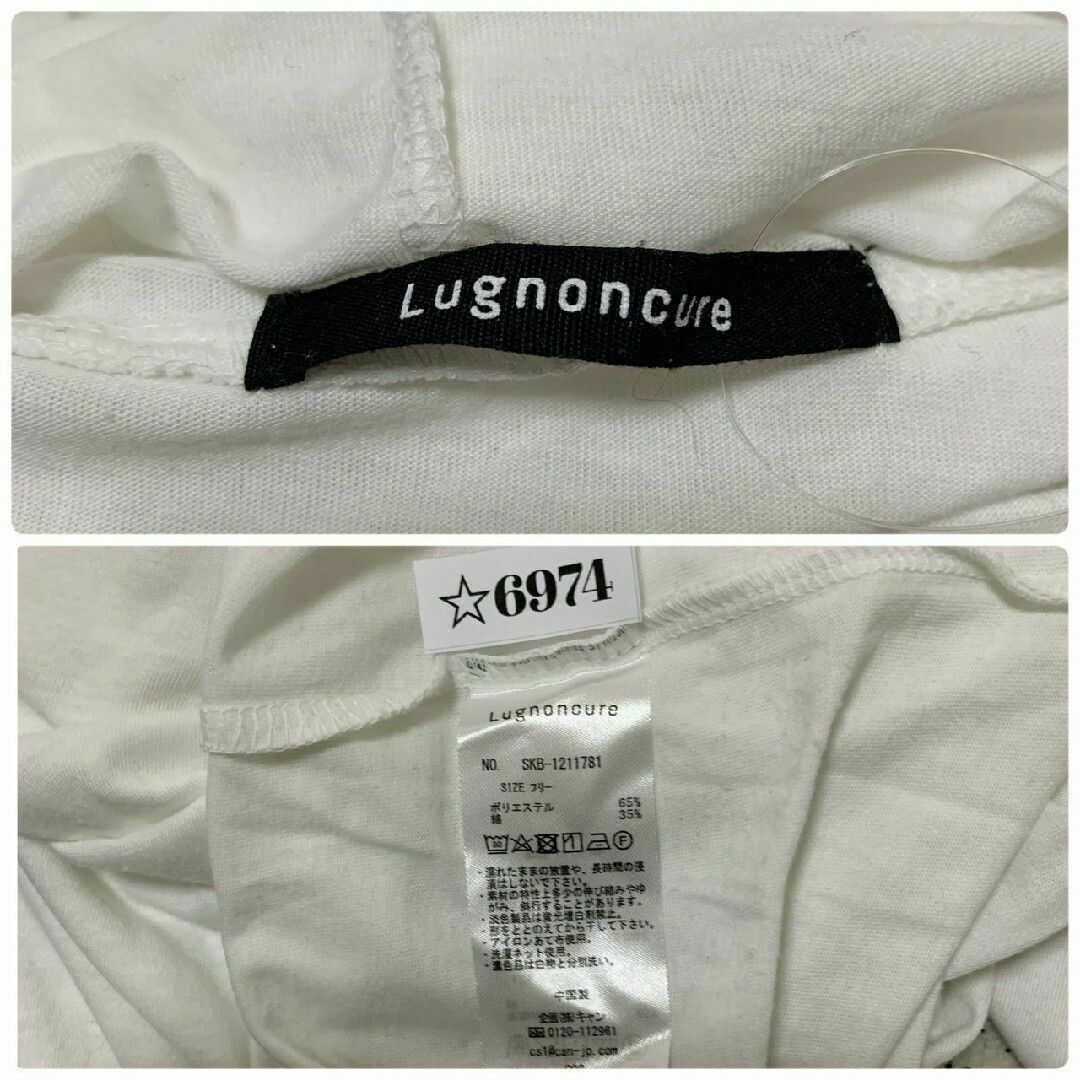 Lugnoncure
☆6974
Lugnoncure
NO. SKB-1211781
SIZE フリー
ポリエステル 65%
綿 35%
・濡れたままの放置や、長時間の浸
漬はしないで下さい。
・素材の特性上多少の伸び縮みやゆ
がみ、斜行することがあります。
・淡色製品は蛍光増白剤禁止。
・形をととのえてから干して下さい。
・アイロンあて布使用。
・洗濯ネット使用。
・濃色品は白物と分別洗い。
中国製
企画(株)キャン
0120-112961
cs1@can-jp.com